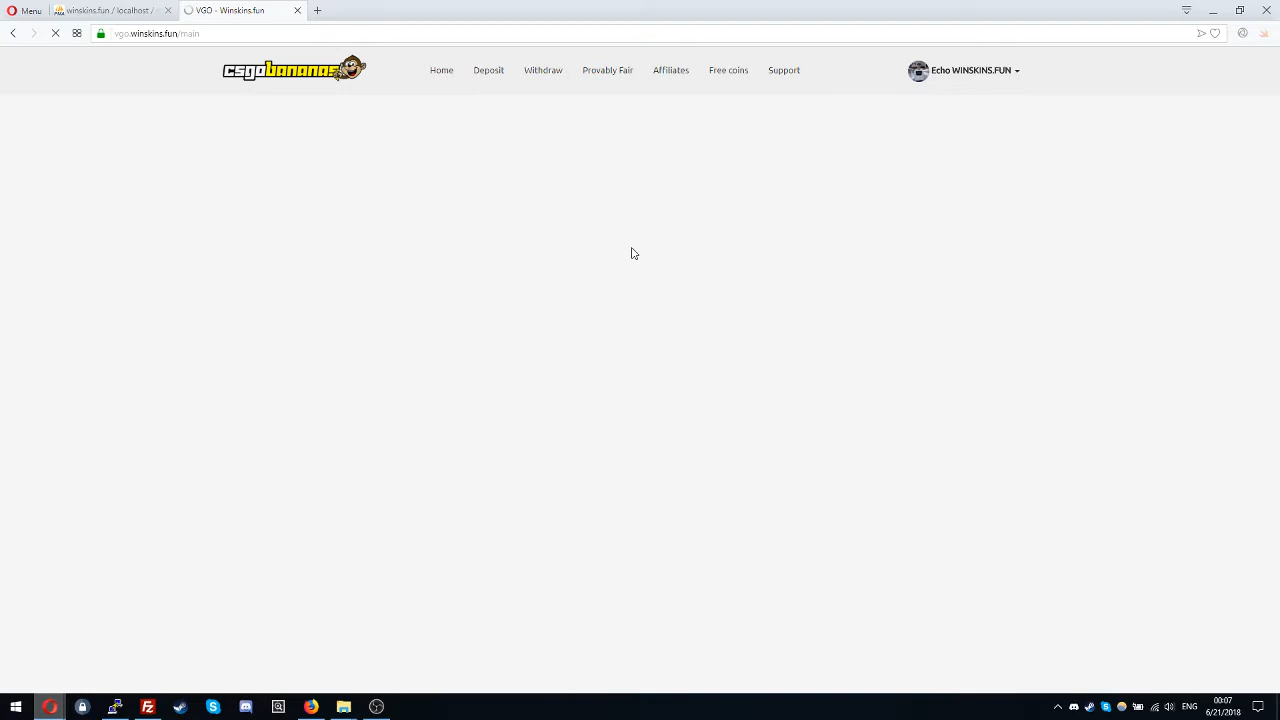 Menu
winskins.fun / localhost /
VGO - Winskins.fun
vgo.winskins.fun/main
csgobananas
Home
Deposit
Withdraw
Provably Fair
Affiliates
Free coins
Support
Echo WINSKINS.FUN
ENG
00:07
6/21/2018